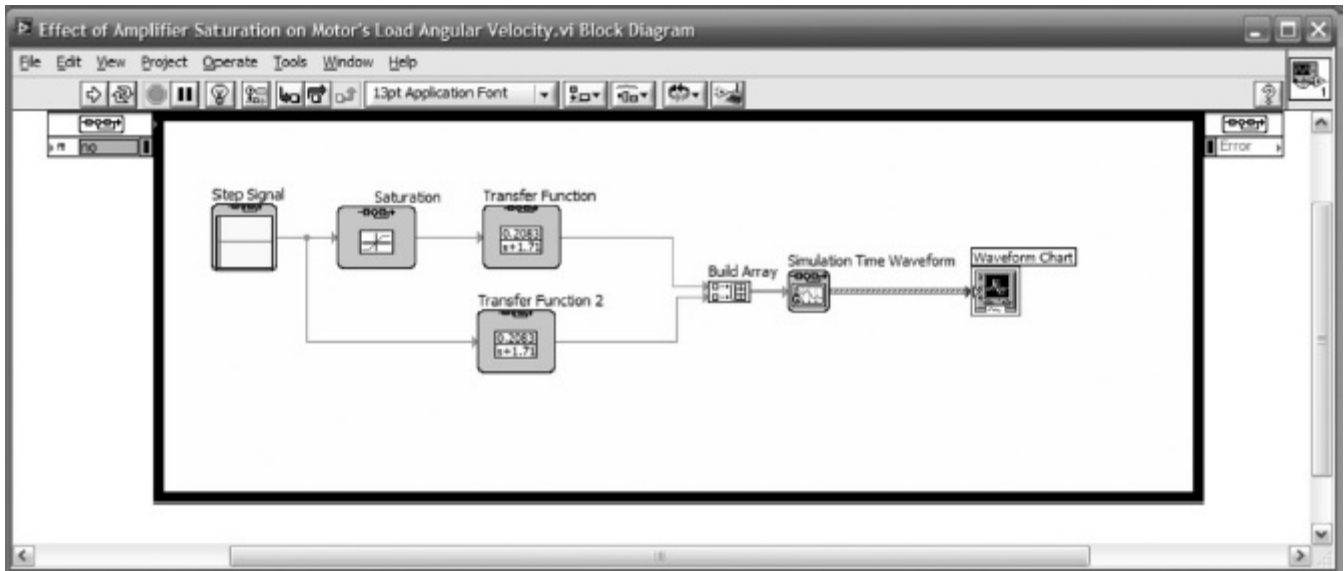 Effect of Amplifier Saturation on Motor's Load Angular Velocity.vi Block Diagram
File Edit View Project Operate Tools Window Help
13pt Application Font
1
no
Error
Step Signal
Saturation
Transfer Function
0.2083
s+1.71
Build Array
Simulation Time Waveform
Waveform Chart
Transfer Function 2
0.2083
s+1.71